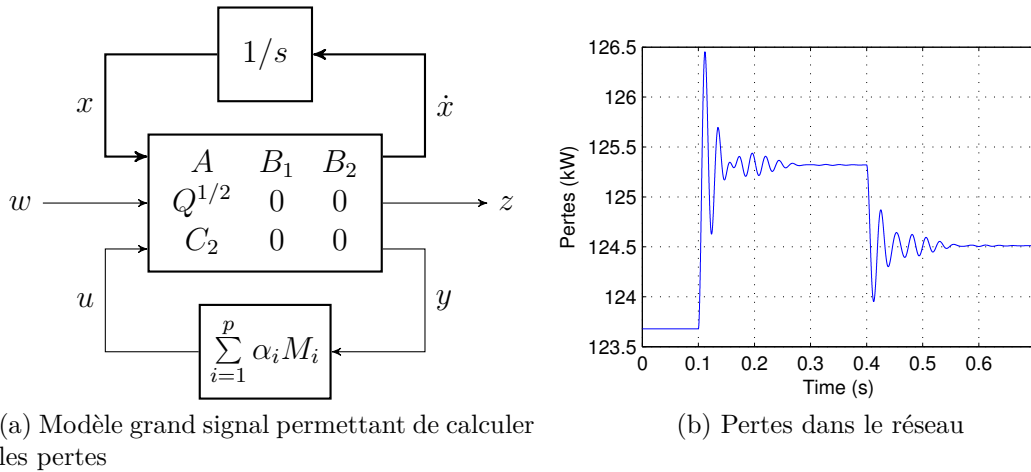 1/s
x
ẋ
A B₁ B₂
w Q^{1/2} 0 0 z
C₂ 0 0
u
y
∑_{i=1}^{p} α_i M_i
(a) Modèle grand signal permettant de calculer
les pertes
126.5
126
125.5
125
124.5
124
123.5
Pertes (kW)
0 0.1 0.2 0.3 0.4 0.5 0.6
Time (s)
(b) Pertes dans le réseau